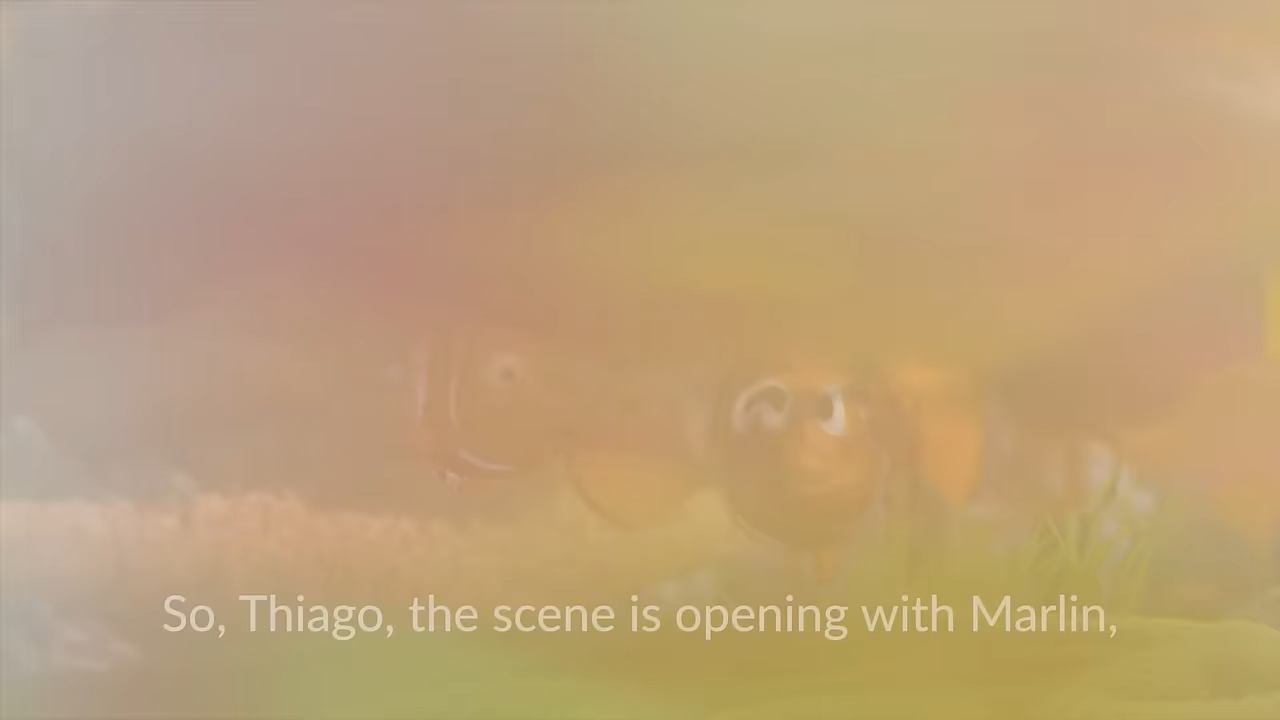 So, Thiago, the scene is opening with Marlin,